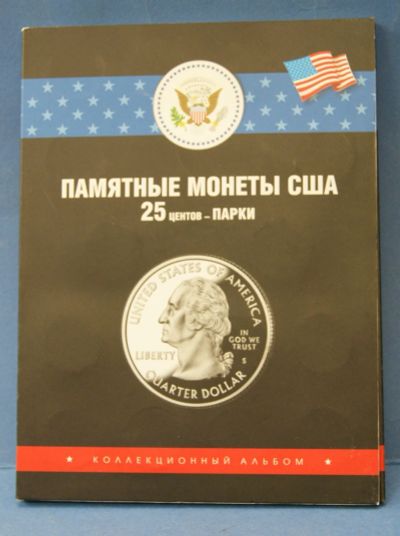 ПАМЯТНЫЕ МОНЕТЫ США
25 ЦЕНТОВ – ПАРКИ
UNITED STATES OF AMERICA
LIBERTY
IN
GOD WE
TRUST
S
QUARTER DOLLAR
★ КОЛЛЕКЦИОННЫЙ АЛЬБОМ ★